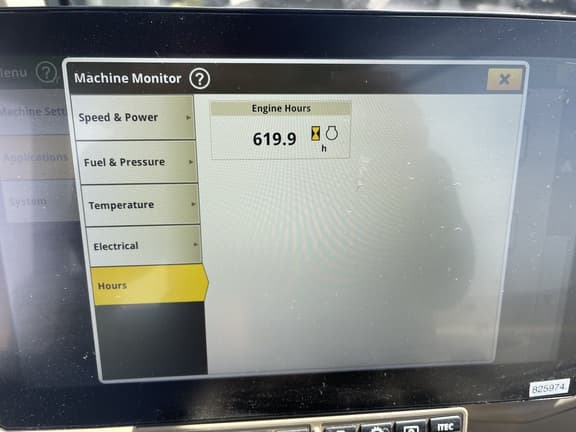 Menu ?
Machine Monitor ?
Machine Sett
Applications
System
Speed & Power
Fuel & Pressure
Temperature
Electrical
Hours
Engine Hours
619.9
h
A
825974
ITEC